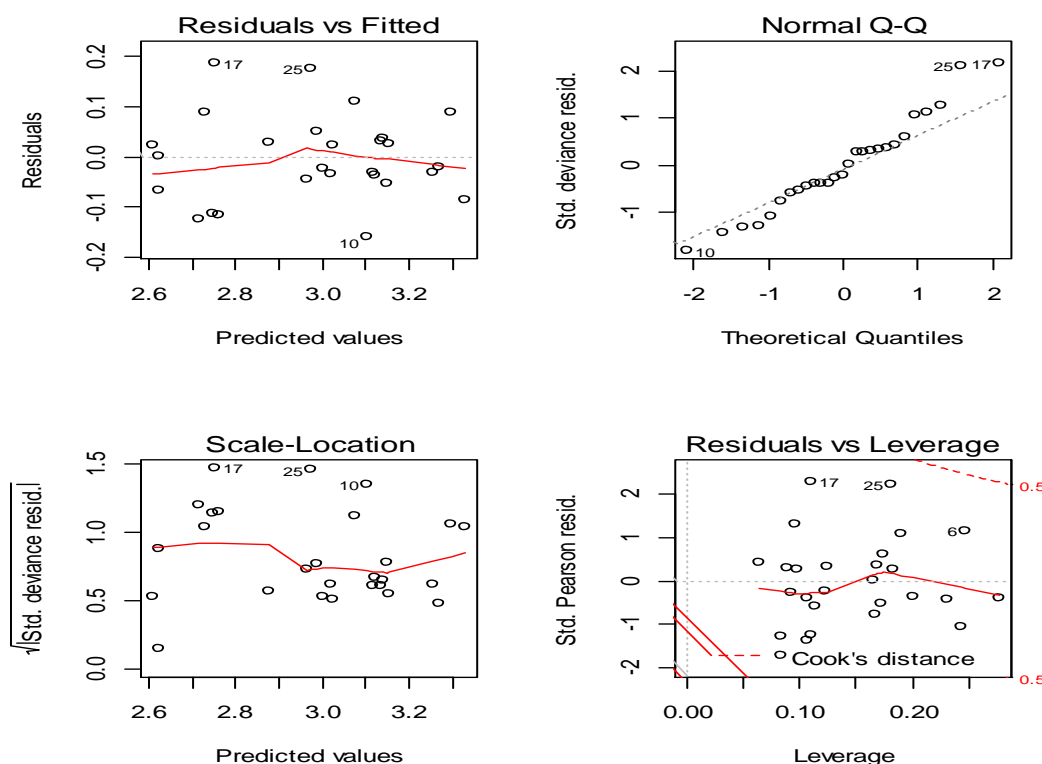 Residuals vs Fitted
Residuals
0.2
0.1
0.0
-0.1
-0.2
17
25
10
2.6 2.8 3.0 3.2
Predicted values
Normal Q-Q
Std. deviance resid.
2
1
0
-1
25 17
10
-2 -1 0 1 2
Theoretical Quantiles
Scale-Location
√|Std. deviance resid.|
1.5
1.0
0.5
0.0
17
25
10
2.6 2.8 3.0 3.2
Predicted values
Residuals vs Leverage
Std. Pearson resid.
2
1
0
-1
-2
17
25
6
0.5
Cook's distance
0.5
0.00 0.10 0.20
Leverage